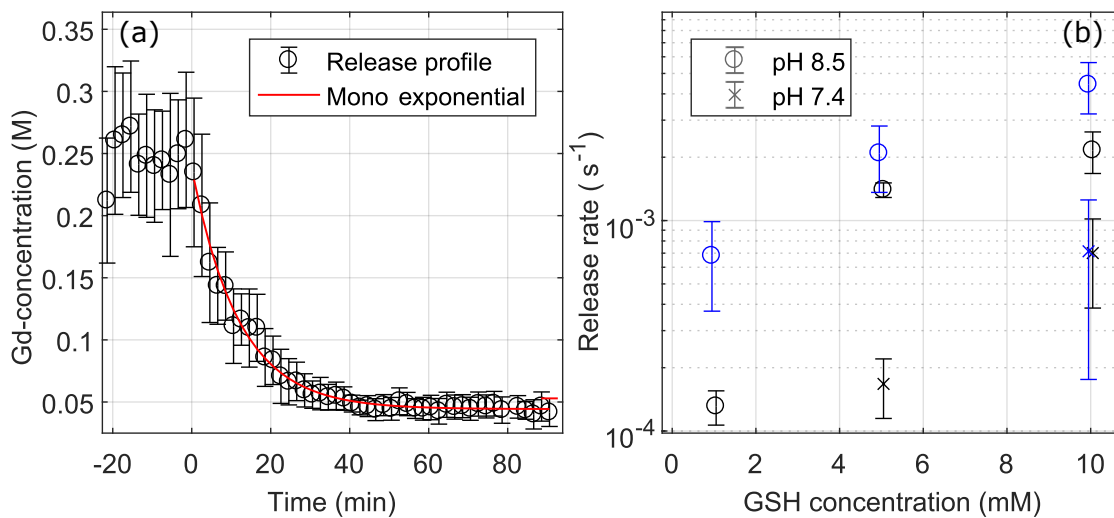 (a)
0.35
0.3
0.25
0.2
0.15
0.1
0.05
Gd-concentration (M)
Release profile
Mono exponential
-20
0
20
40
60
80
Time (min)
(b)
pH 8.5
pH 7.4
10-3
10-4
Release rate ( s-1)
0
2
4
6
8
10
GSH concentration (mM)